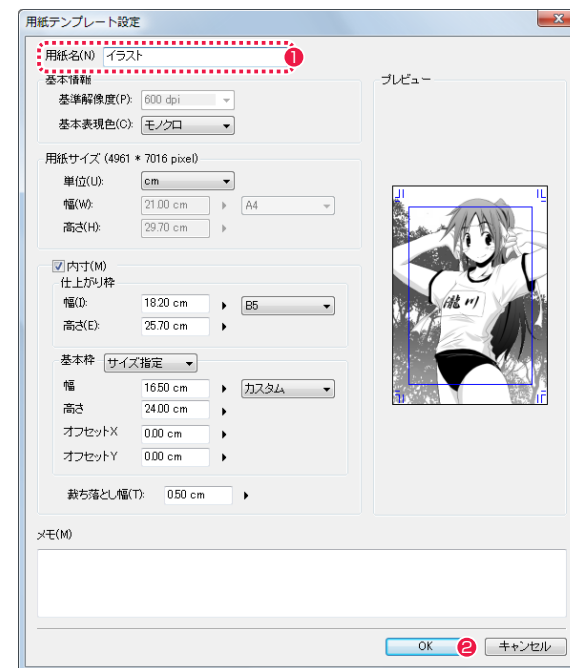 用紙テンプレート設定
用紙名(N) イラスト 1
基本情報
基準解像度(P): 600 dpi
基本表現色(C): モノクロ
用紙サイズ (4961 * 7016 pixel)
単位(U): cm
幅(W): 21.00 cm A4
高さ(H): 29.70 cm
内寸(M)
仕上がり枠
幅(I): 18.20 cm B5
高さ(E): 25.70 cm
基本枠 サイズ指定
幅 16.50 cm カスタム
高さ 24.00 cm
オフセットX 0.00 cm
オフセットY 0.00 cm
裁ち落とし幅(T): 0.50 cm
プレビュー
瀧川
メモ(M)
OK 2 キャンセル